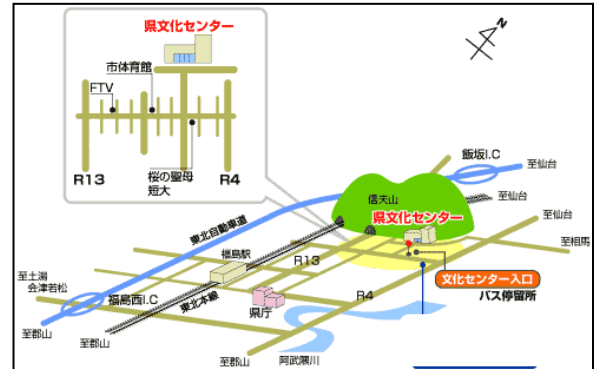 県文化センター
N
市体育館
FTV
R13
桜の聖母
短大
R4
飯坂I.C
至仙台
信夫山
至仙台
県文化センター
至仙台
東北自動車道
至相馬
福島駅
R13
文化センター入口
バス停留所
至土湯
会津若松
福島西I.C
東北本線
県庁
R4
至郡山
至郡山
至郡山
阿武隈川